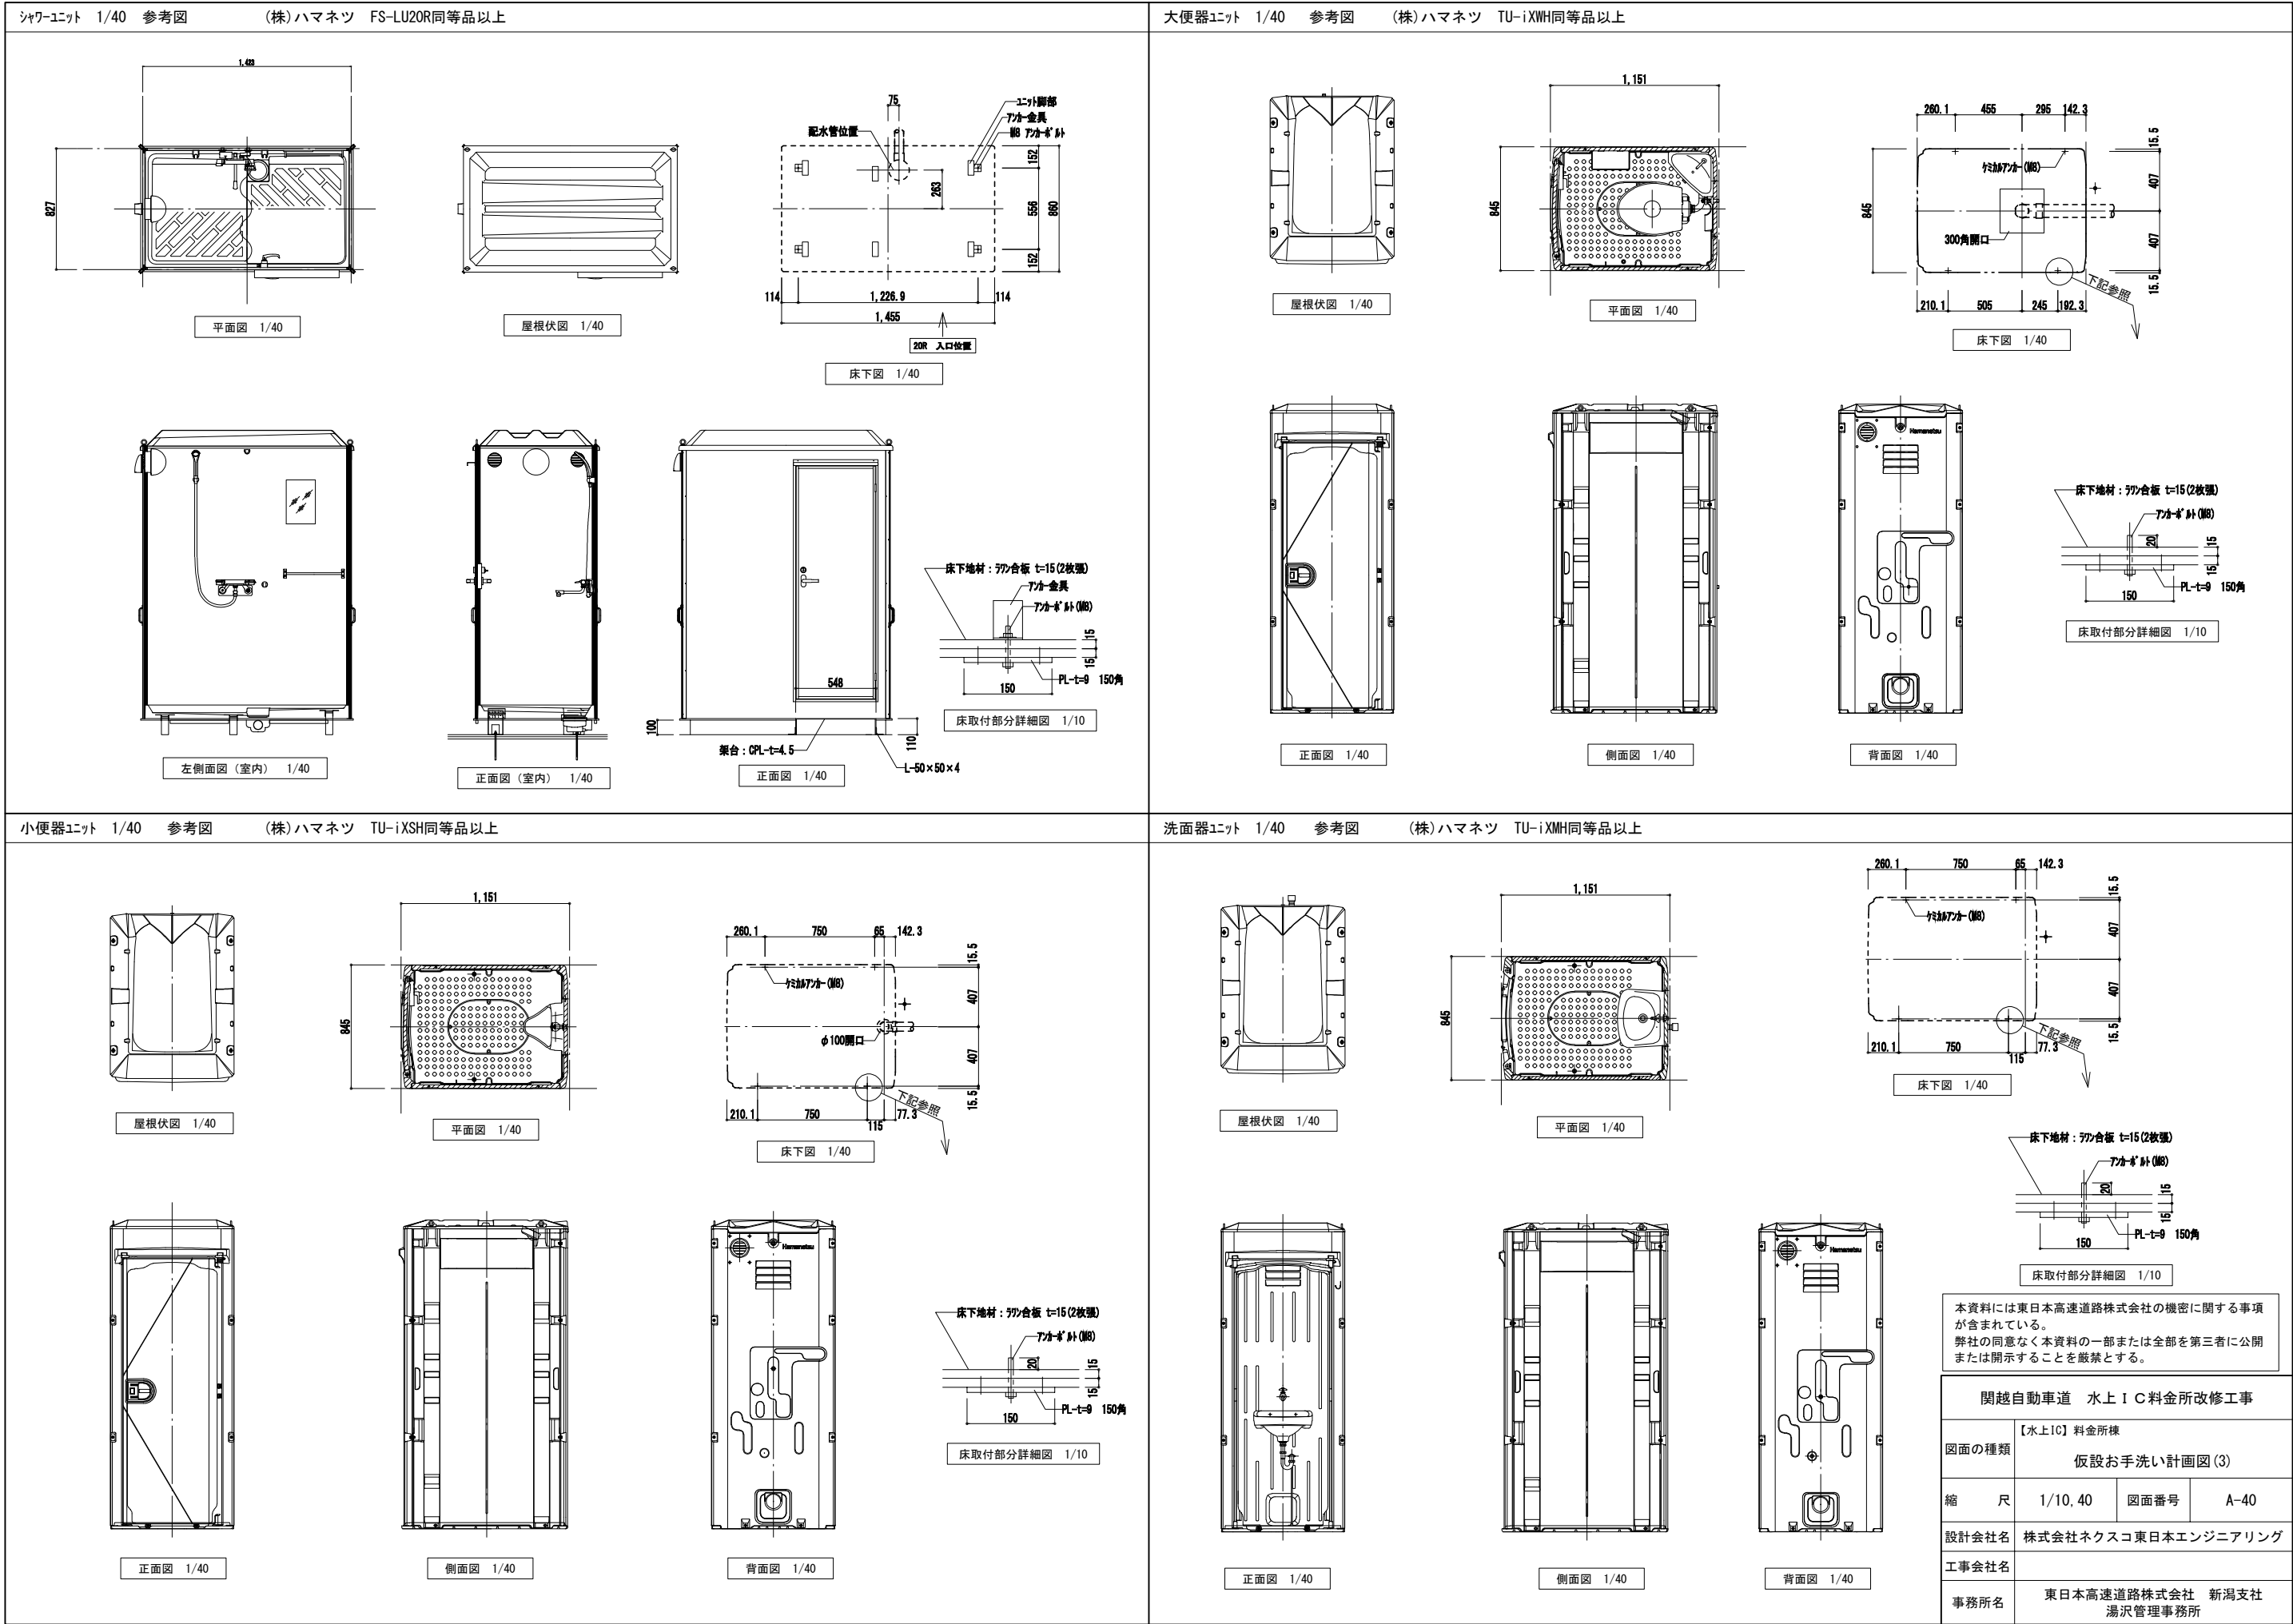 ｼｬﾜｰﾕﾆｯﾄ 1/40 参考図 (株)ハマネツ FS-LU20R同等品以上
1,423
827
平面図 1/40
屋根伏図 1/40
75
配水管位置
ﾕﾆｯﾄ脚部
ｱﾝｶｰ金具
M8 ｱﾝｶｰﾎﾞﾙﾄ
152
263
556
860
152
114
1,226.9
114
1,455
20R 入口位置
床下図 1/40
左側面図（室内） 1/40
正面図（室内） 1/40
548
100
110
架台：CPL-t=4.5
L-50×50×4
正面図 1/40
床下地材：ﾗﾜﾝ合板 t=15(2枚張)
ｱﾝｶｰ金具
ｱﾝｶｰﾎﾞﾙﾄ(M8)
15
15
PL-t=9 150角
150
床取付部分詳細図 1/10
大便器ﾕﾆｯﾄ 1/40 参考図 (株)ハマネツ TU-iXWH同等品以上
屋根伏図 1/40
1,151
845
平面図 1/40
260.1
455
295
142.3
15.5
ｹﾐｶﾙｱﾝｶｰ(M8)
407
845
300角開口
407
下記参照
15.5
210.1
505
245
192.3
床下図 1/40
正面図 1/40
側面図 1/40
Hamanetsu
背面図 1/40
床下地材：ﾗﾜﾝ合板 t=15(2枚張)
ｱﾝｶｰﾎﾞﾙﾄ(M8)
20
15
15
PL-t=9 150角
150
床取付部分詳細図 1/10
小便器ﾕﾆｯﾄ 1/40 参考図 (株)ハマネツ TU-iXSH同等品以上
屋根伏図 1/40
1,151
845
平面図 1/40
260.1
750
65
142.3
15.5
ｹﾐｶﾙｱﾝｶｰ(M8)
407
φ100開口
407
下記参照
15.5
210.1
750
115
77.3
床下図 1/40
正面図 1/40
側面図 1/40
Hamanetsu
背面図 1/40
床下地材：ﾗﾜﾝ合板 t=15(2枚張)
ｱﾝｶｰﾎﾞﾙﾄ(M8)
20
15
15
PL-t=9 150角
150
床取付部分詳細図 1/10
洗面器ﾕﾆｯﾄ 1/40 参考図 (株)ハマネツ TU-iXMH同等品以上
屋根伏図 1/40
1,151
845
平面図 1/40
260.1
750
65
142.3
15.5
ｹﾐｶﾙｱﾝｶｰ(M8)
407
407
下記参照
15.5
210.1
750
115
77.3
床下図 1/40
正面図 1/40
側面図 1/40
Hamanetsu
背面図 1/40
床下地材：ﾗﾜﾝ合板 t=15(2枚張)
ｱﾝｶｰﾎﾞﾙﾄ(M8)
20
15
15
PL-t=9 150角
150
床取付部分詳細図 1/10
本資料には東日本高速道路株式会社の機密に関する事項
が含まれている。
弊社の同意なく本資料の一部または全部を第三者に公開
または開示することを厳禁とする。
関越自動車道 水上ＩＣ料金所改修工事
図面の種類
【水上IC】料金所棟
仮設お手洗い計画図(3)
縮 尺 1/10,40 図面番号 A-40
設計会社名 株式会社ネクスコ東日本エンジニアリング
工事会社名
事務所名 東日本高速道路株式会社 新潟支社
湯沢管理事務所